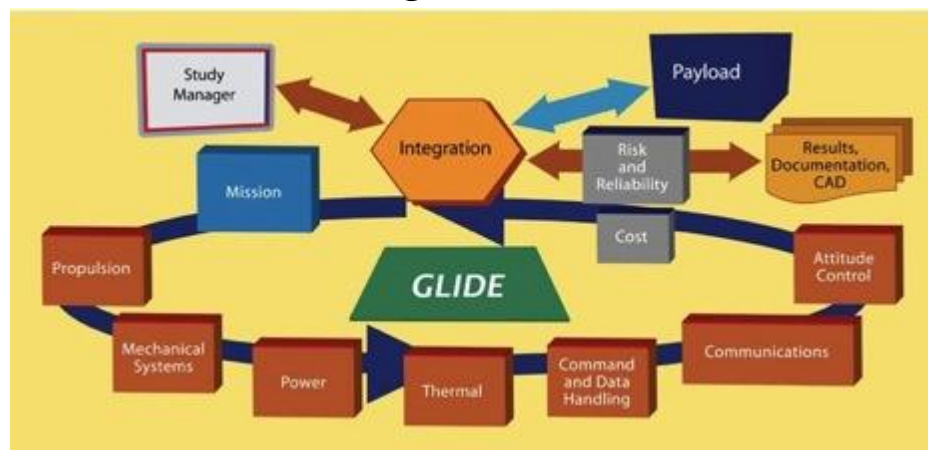 Study
Manager
Payload
Integration
Risk
and
Reliability
Results,
Documentation,
CAD
Mission
Cost
Propulsion
GLIDE
Attitude
Control
Mechanical
Systems
Power
Thermal
Command
and Data
Handling
Communications